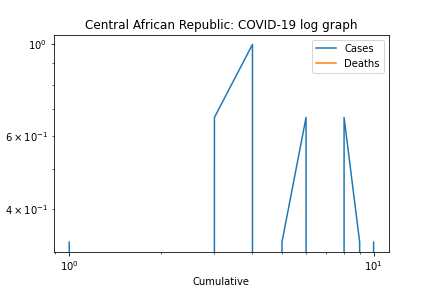 Central African Republic: COVID-19 log graph
Cases
Deaths
10⁰
6 × 10⁻¹
4 × 10⁻¹
10⁰ 10¹
Cumulative